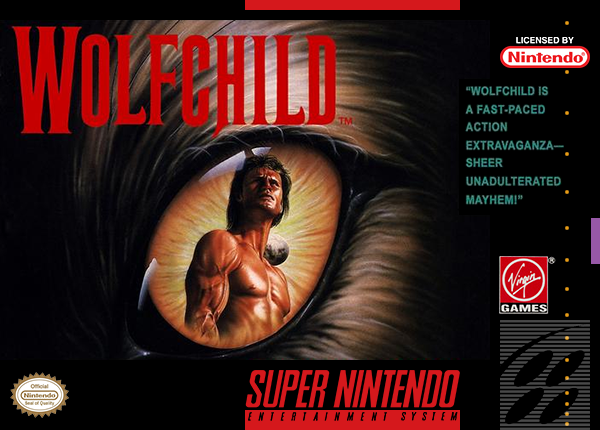 WOLFCHILD
TM
LICENSED BY
Nintendo®
"WOLFCHILD IS
A FAST-PACED
ACTION
EXTRAVAGANZA—
SHEER
UNADULTERATED
MAYHEM!"
Virgin®
GAMES
Official
Nintendo
Seal of Quality
SUPER NINTENDO
ENTERTAINMENT SYSTEM